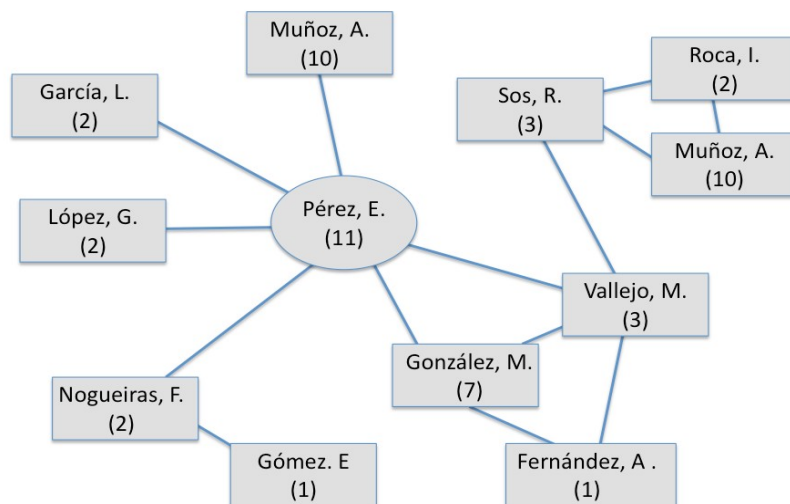 Muñoz, A.
(10)
Roca, I.
(2)
García, L.
(2)
Sos, R.
(3)
Muñoz, A.
(10)
Pérez, E.
(11)
López, G.
(2)
Vallejo, M.
(3)
González, M.
(7)
Nogueiras, F.
(2)
Gómez. E
(1)
Fernández, A .
(1)